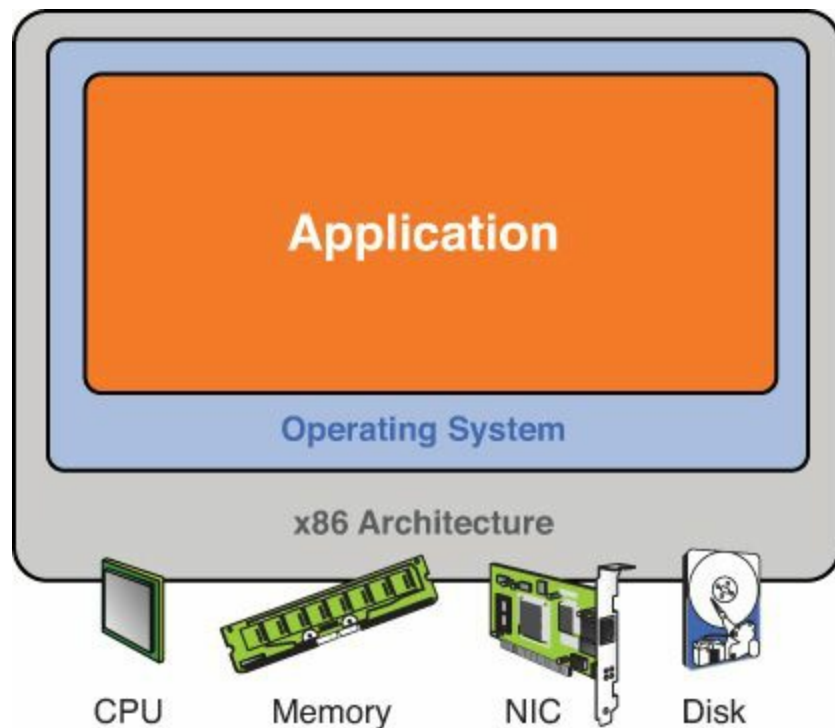 Application
Operating System
x86 Architecture
CPU Memory NIC Disk